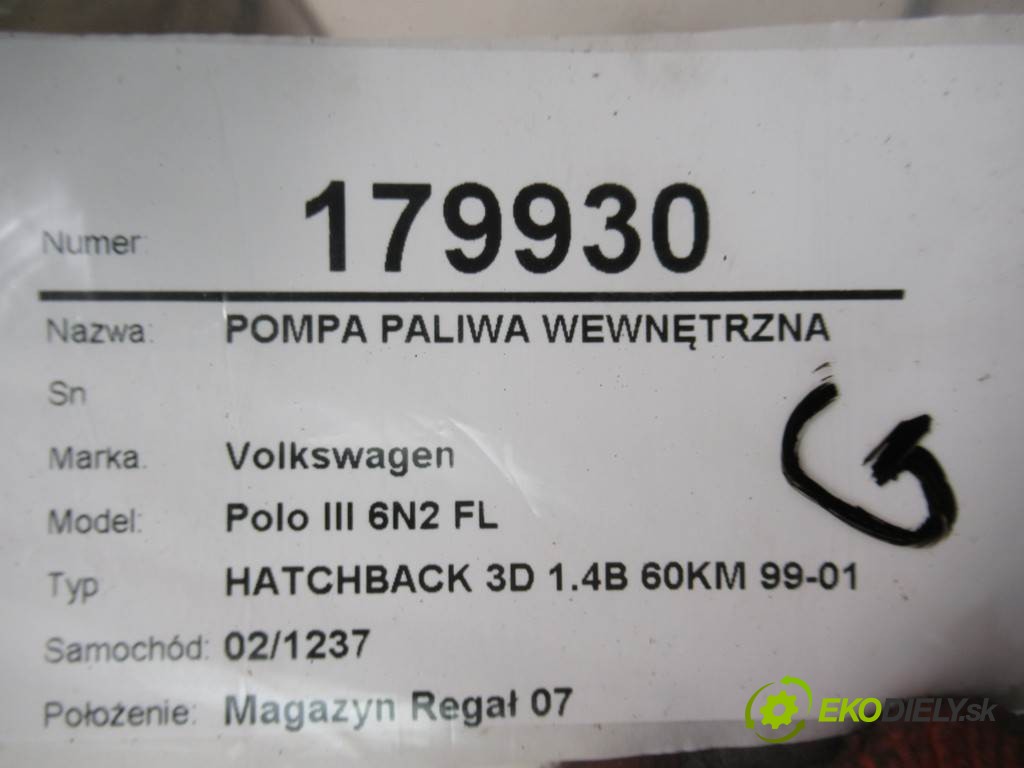 Numer: 179930
Nazwa: POMPA PALIWA WEWNĘTRZNA
Sn
Marka. Volkswagen
Model: Polo III 6N2 FL
Typ HATCHBACK 3D 1.4B 60KM 99-01
Samochód: 02/1237
Położenie: Magazyn Regał 07
G
EKODIELY.sk